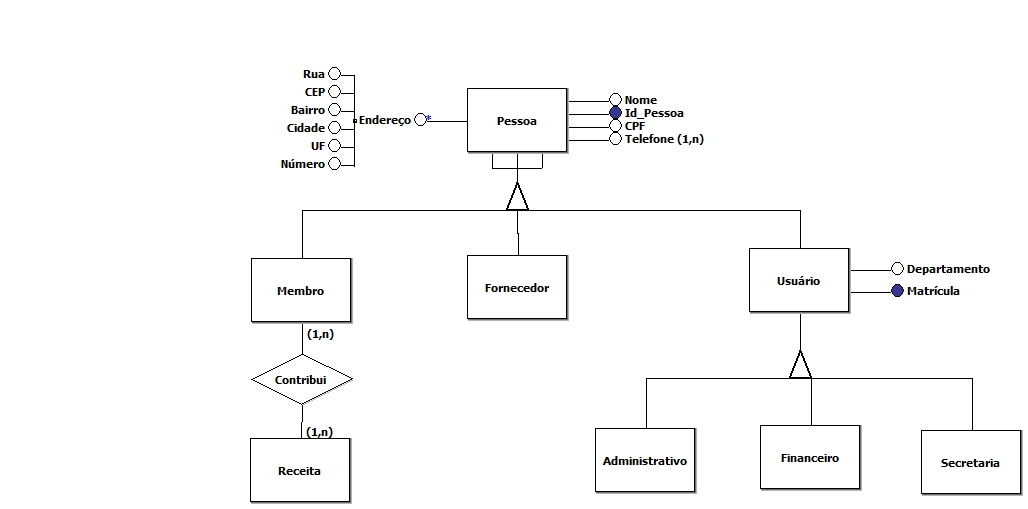 Rua
CEP
Bairro
Cidade
UF
Número
Endereço *
Pessoa
Nome
Id_Pessoa
CPF
Telefone (1,n)
Membro
Fornecedor
Usuário
Departamento
Matrícula
(1,n)
Contribui
(1,n)
Receita
Administrativo
Financeiro
Secretaria